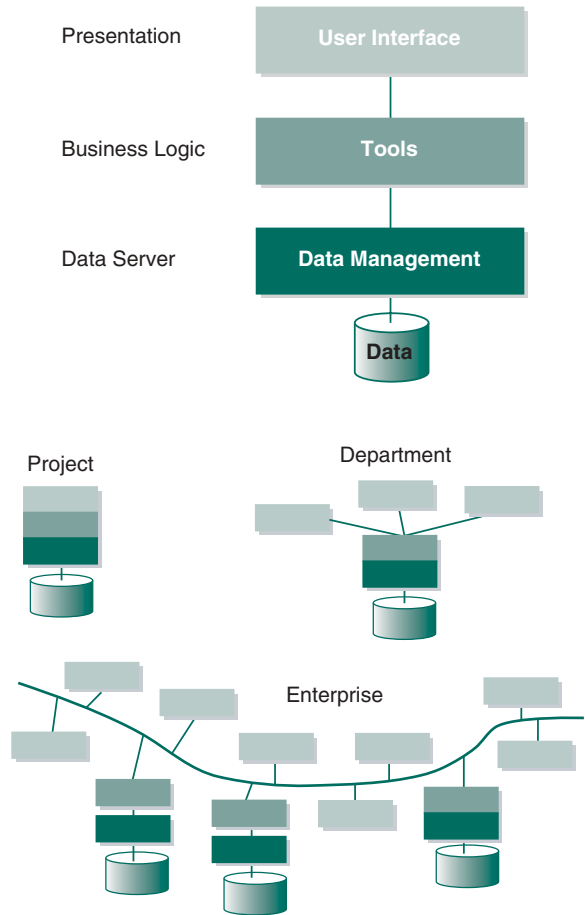 Presentation
User Interface
Business Logic
Tools
Data Server
Data Management
Data
Project
Department
Enterprise